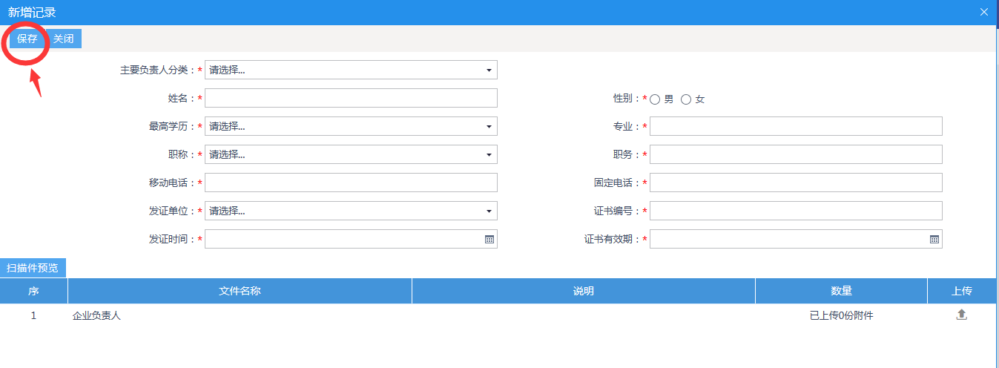 新增记录
保存 关闭
主要负责人分类：* 请选择...
姓名：* 性别：* 男 女
最高学历：* 请选择... 专业：*
职称：* 请选择... 职务：*
移动电话：* 固定电话：*
发证单位：* 请选择... 证书编号：*
发证时间：* 证书有效期：*
扫描件预览
序 文件名称 说明 数量 上传
1 企业负责人 已上传0份附件